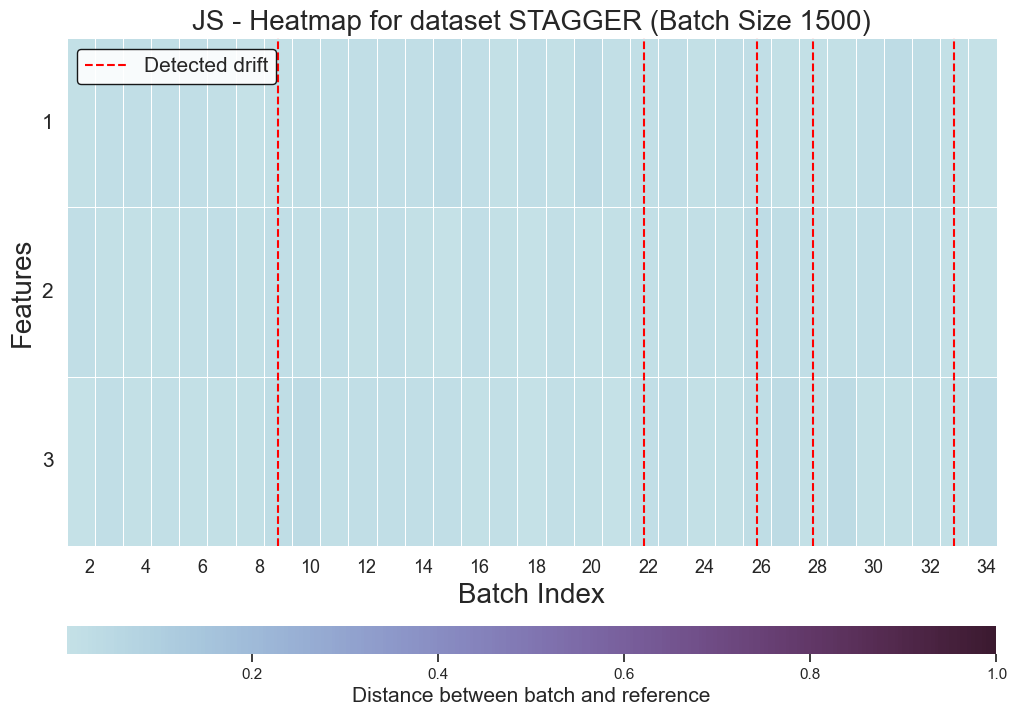 JS - Heatmap for dataset STAGGER (Batch Size 1500)
Detected drift
Features
1
2
3
2 4 6 8 10 12 14 16 18 20 22 24 26 28 30 32 34
Batch Index
0.2 0.4 0.6 0.8 1.0
Distance between batch and reference